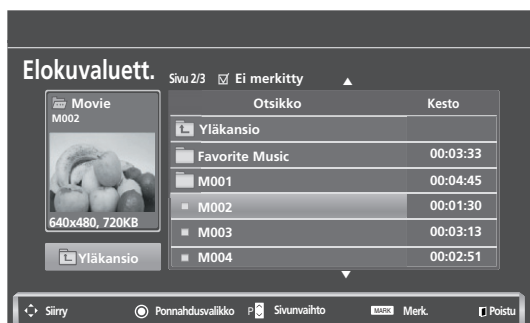 Elokuvaluett.
Sivu 2/3 Ei merkitty
Movie
M002
640x480, 720KB
Yläkansio
Otsikko Kesto
Yläkansio
Favorite Music 00:03:33
M001 00:04:45
M002 00:01:30
M003 00:03:13
M004 00:02:51
Siirry Ponnahdusvalikko P Sivunvaihto MARK Merk. Poistu